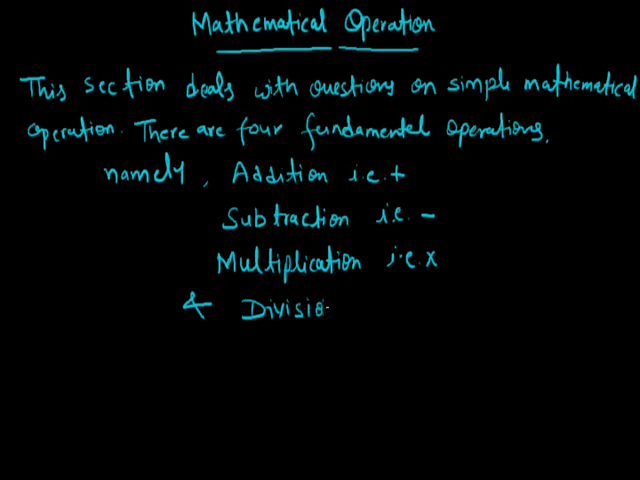 Mathematical Operation
This section deals with questions on simple mathematical
operation. There are four fundamental operations,
namely, Addition i.e. +
Subtraction i.e. -
Multiplication i.e. x
& Divisio